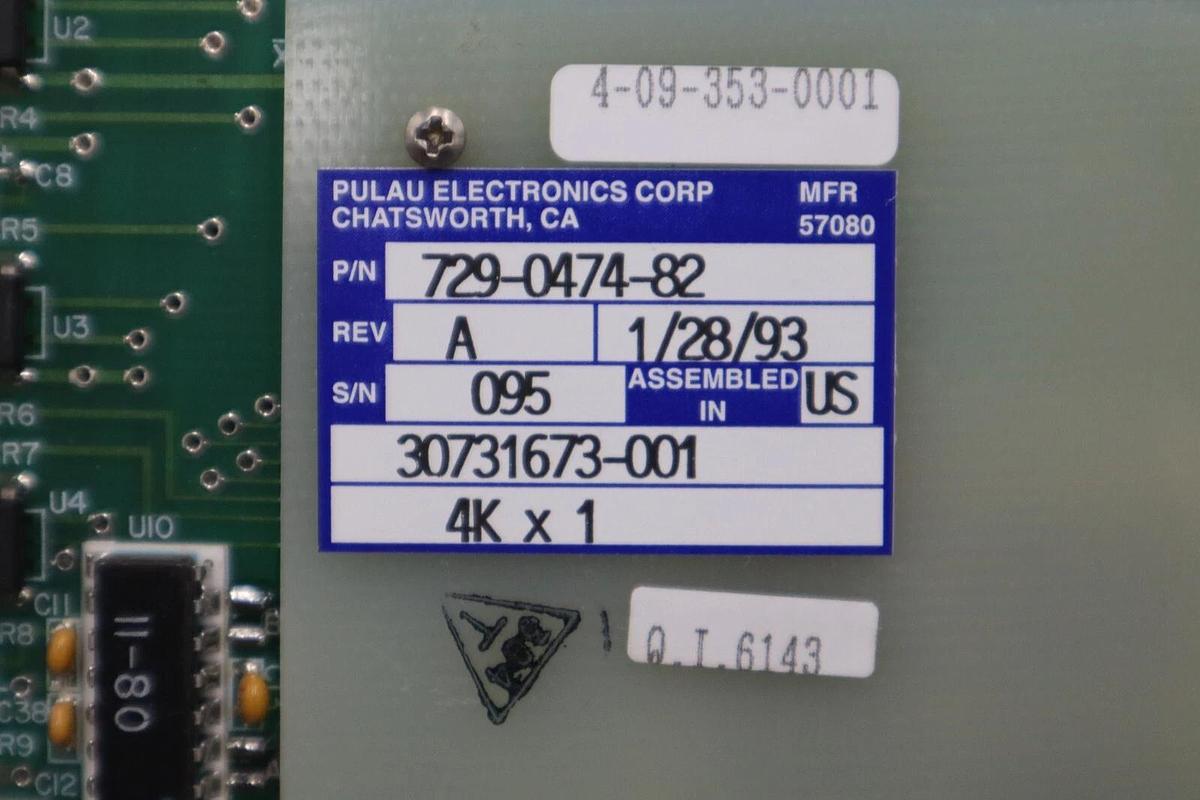 4-09-353-0001
PULAU ELECTRONICS CORP
CHATSWORTH, CA
MFR
57080
P/N 729-0474-82
REV A 1/28/93
S/N 095 ASSEMBLED IN US
30731673-001
4K x 1
Q.I.6143
U2
R4
+
C8
R5
U3
R6
R7
U4
U10
C11
R8
11-80
C38
R9
C12